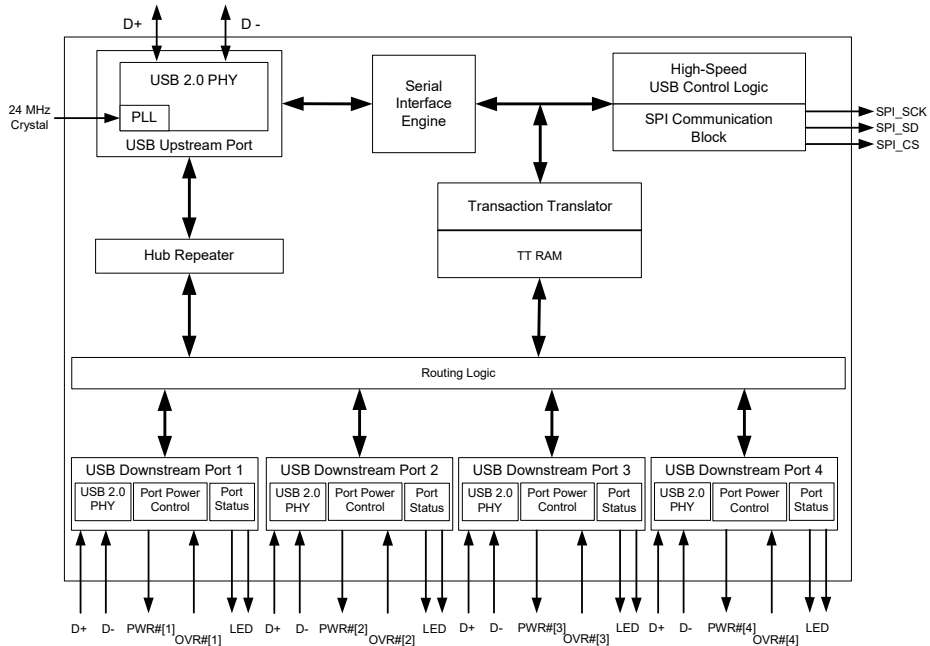 D+ D -
USB 2.0 PHY
PLL
USB Upstream Port
24 MHz
Crystal
Serial
Interface
Engine
High-Speed
USB Control Logic
SPI Communication
Block
SPI_SCK
SPI_SD
SPI_CS
Transaction Translator
TT RAM
Hub Repeater
Routing Logic
USB Downstream Port 1
USB 2.0
PHY
Port Power
Control
Port
Status
USB Downstream Port 2
USB 2.0
PHY
Port Power
Control
Port
Status
USB Downstream Port 3
USB 2.0
PHY
Port Power
Control
Port
Status
USB Downstream Port 4
USB 2.0
PHY
Port Power
Control
Port
Status
D+ D- PWR#[1] OVR#[1] LED
D+ D- PWR#[2] OVR#[2] LED
D+ D- PWR#[3] OVR#[3] LED
D+ D- PWR#[4] OVR#[4] LED